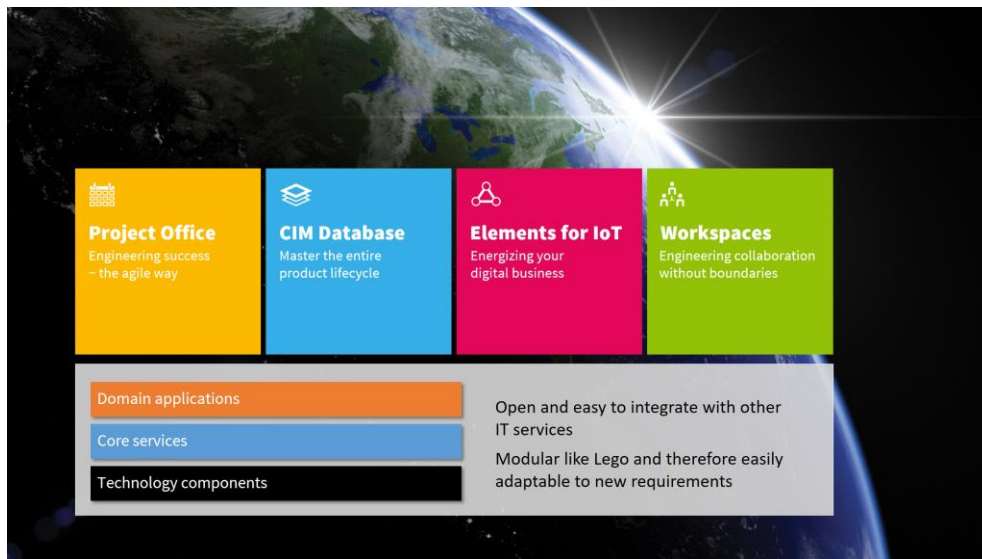 Project Office
Engineering success
– the agile way
CIM Database
Master the entire
product lifecycle
Elements for IoT
Energizing your
digital business
Workspaces
Engineering collaboration
without boundaries
Domain applications
Core services
Technology components
Open and easy to integrate with other
IT services
Modular like Lego and therefore easily
adaptable to new requirements